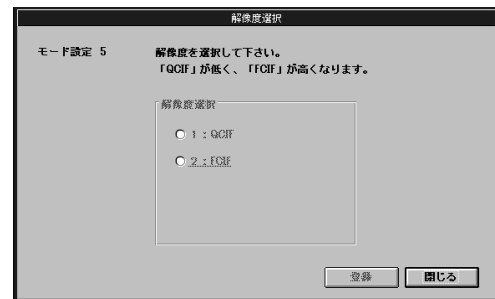 解像度選択
モード設定 5
解像度を選択して下さい。
「QCIF」が低く、「FCIF」が高くなります。
解像度選択
1：QCIF
2：FCIF
登録
閉じる